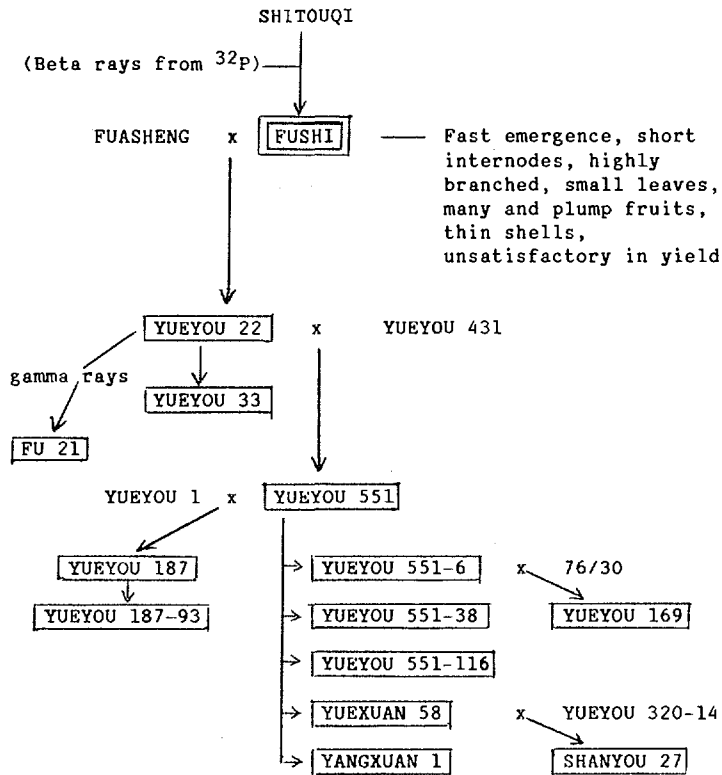 SHITOUQI
(Beta rays from 32P)
FUASHENG x FUSHI — Fast emergence, short
internodes, highly
branched, small leaves,
many and plump fruits,
thin shells,
unsatisfactory in yield
YUEYOU 22 x YUEYOU 431
gamma rays
YUEYOU 33
FU 21
YUEYOU 1 x YUEYOU 551
YUEYOU 187
YUEYOU 551-6 x 76/30
YUEYOU 187-93
YUEYOU 551-38
YUEYOU 169
YUEYOU 551-116
YUEXUAN 58 x YUEYOU 320-14
YANGXUAN 1
SHANYOU 27